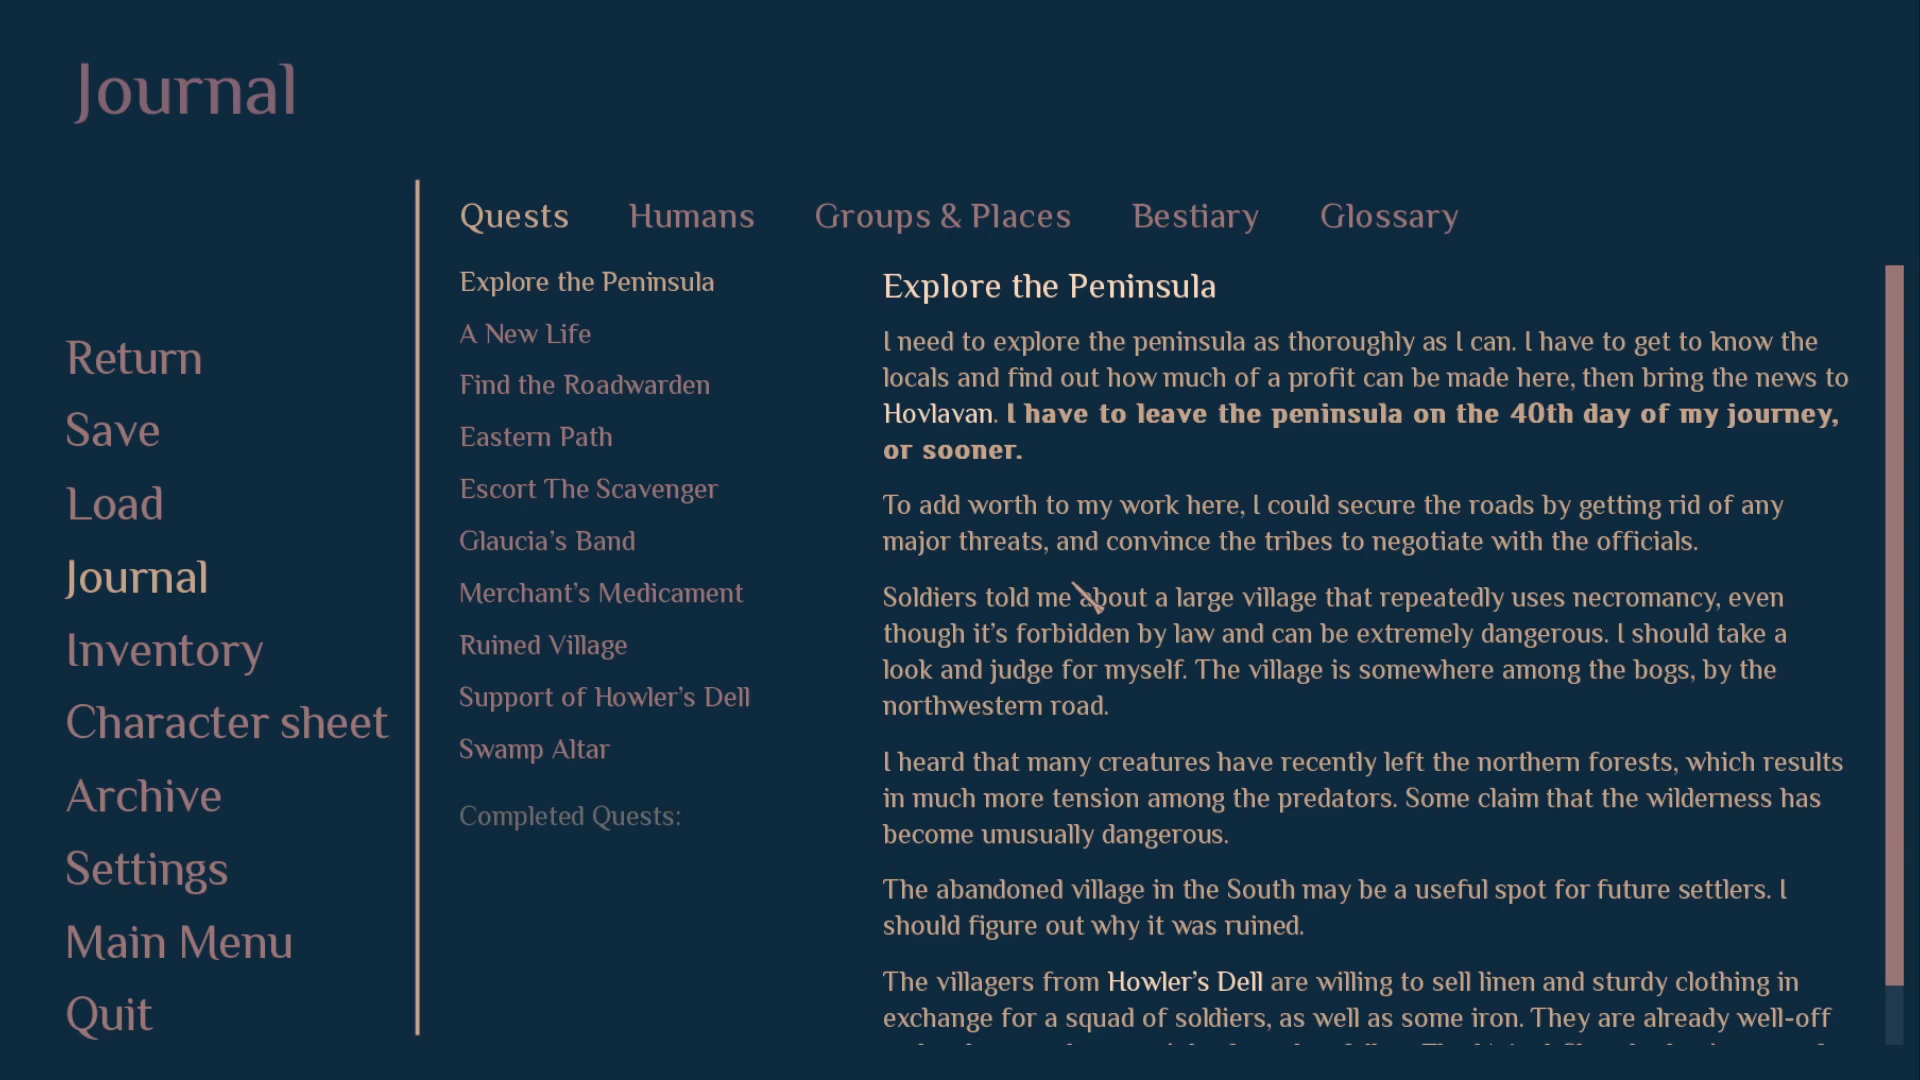 Journal
Quests Humans Groups & Places Bestiary Glossary
Return
Save
Load
Journal
Inventory
Character sheet
Archive
Settings
Main Menu
Quit
Explore the Peninsula
A New Life
Find the Roadwarden
Eastern Path
Escort The Scavenger
Glaucia's Band
Merchant's Medicament
Ruined Village
Support of Howler's Dell
Swamp Altar
Completed Quests:
Explore the Peninsula
I need to explore the peninsula as thoroughly as I can. I have to get to know the
locals and find out how much of a profit can be made here, then bring the news to
Hovlavan. I have to leave the peninsula on the 40th day of my journey,
or sooner.
To add worth to my work here, I could secure the roads by getting rid of any
major threats, and convince the tribes to negotiate with the officials.
Soldiers told me about a large village that repeatedly uses necromancy, even
though it's forbidden by law and can be extremely dangerous. I should take a
look and judge for myself. The village is somewhere among the bogs, by the
northwestern road.
I heard that many creatures have recently left the northern forests, which results
in much more tension among the predators. Some claim that the wilderness has
become unusually dangerous.
The abandoned village in the South may be a useful spot for future settlers. I
should figure out why it was ruined.
The villagers from Howler's Dell are willing to sell linen and sturdy clothing in
exchange for a squad of soldiers, as well as some iron. They are already well-off